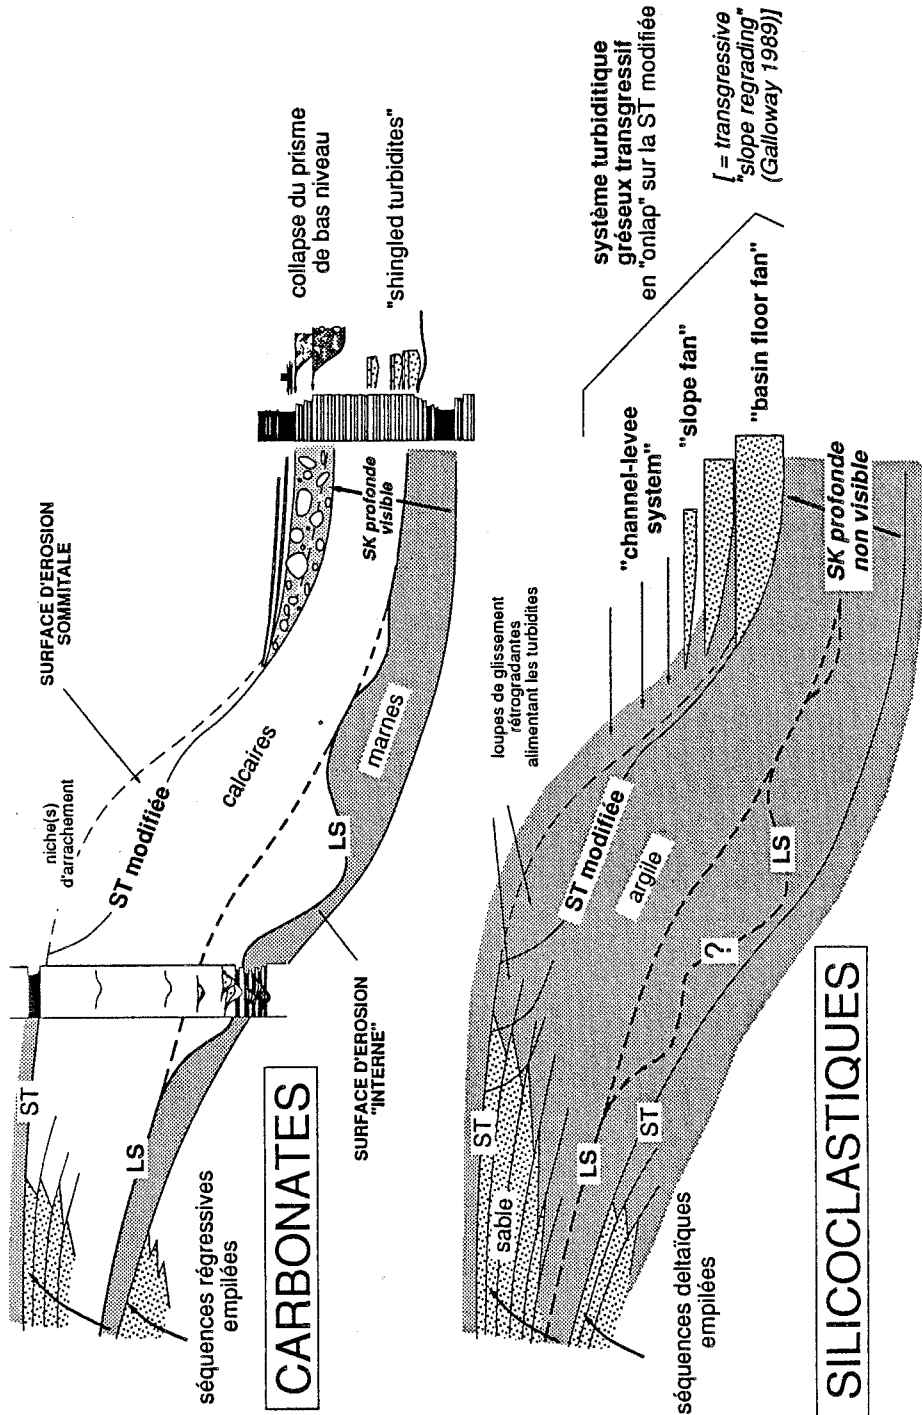 SURFACE D'EROSION
SOMMITALE
niche(s)
d'arrachement
ST modifiée
calcaires
ST
LS
LS
marnes
SK profonde
visible
collapse du prisme
de bas niveau
"shingled turbidites"
séquences régressives
empilées
SURFACE D'EROSION
"INTERNE"
CARBONATES
système turbiditique
gréseux transgressif
en "onlap" sur la ST modifiée
[ = transgressive
"slope regrading"
(Galloway 1989)]
loupes de glissement
rétrogradantes
alimentant les turbidites
"channel-levee
system"
"slope fan"
"basin floor fan"
ST
sable
ST modifiée
argile
LS
?
LS
ST
SK profonde
non visible
séquences deltaïques
empilées
SILICOCLASTIQUES